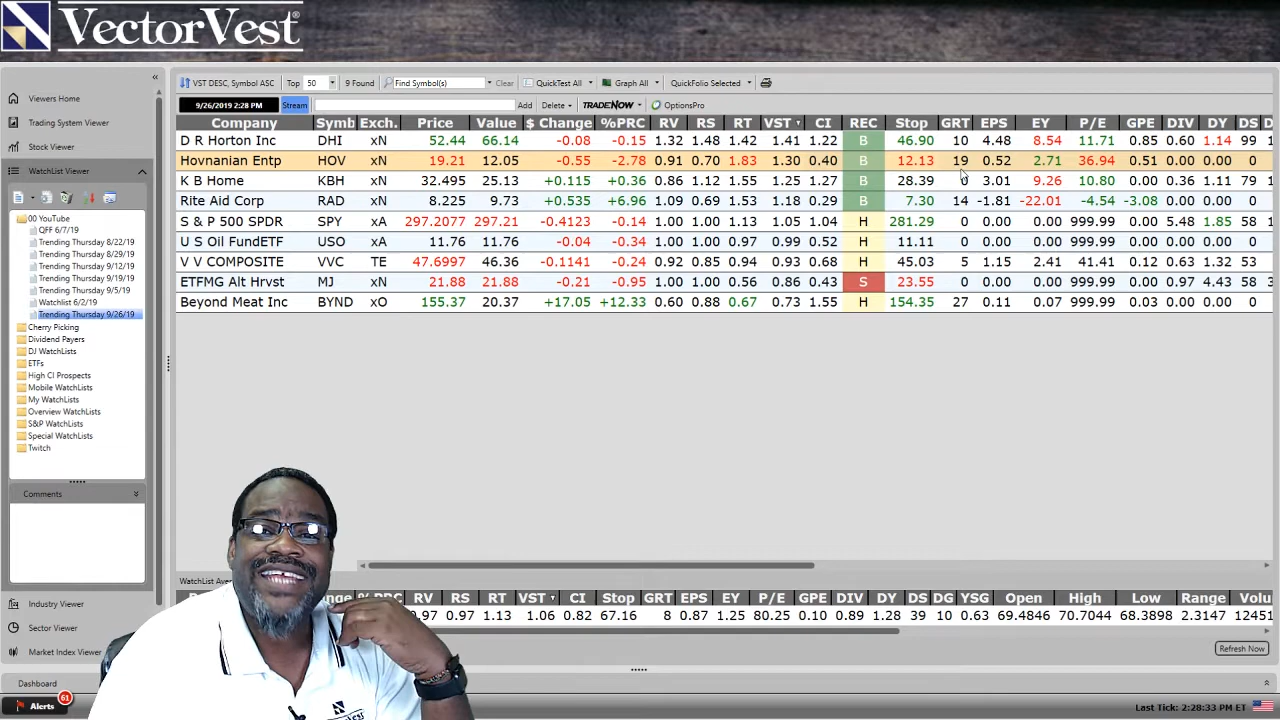 VectorVest®
VST DESC, Symbol ASC Top 50 9 Found Find Symbol(s) Clear QuickTest All Graph All QuickFolio Selected
9/26/2019 2:28 PM Stream Add Delete TRADENOW OptionsPro
Viewers Home
Trading System Viewer
Stock Viewer
WatchList Viewer
00 YouTube
QFF 6/7/19
Trending Thursday 8/22/19
Trending Thursday 8/29/19
Trending Thursday 9/12/19
Trending Thursday 9/19/19
Trending Thursday 9/5/19
Watchlist 6/2/19
Trending Thursday 9/26/19
Cherry Picking
Dividend Payers
DJ WatchLists
ETFs
High CI Prospects
Mobile WatchLists
My WatchLists
Overview WatchLists
S&P WatchLists
Special WatchLists
Twitch
Comments
Industry Viewer
Sector Viewer
Market Index Viewer
Company Symb Exch. Price Value $ Change %PRC RV RS RT VST CI REC Stop GRT EPS EY P/E GPE DIV DY DS D
D R Horton Inc DHI xN 52.44 66.14 -0.08 -0.15 1.32 1.48 1.42 1.41 1.22 B 46.90 10 4.48 8.54 11.71 0.85 0.60 1.14 99 1
Hovnanian Entp HOV xN 19.21 12.05 -0.55 -2.78 0.91 0.70 1.83 1.30 0.40 B 12.13 19 0.52 2.71 36.94 0.51 0.00 0.00 0
K B Home KBH xN 32.495 25.13 +0.115 +0.36 0.86 1.12 1.55 1.25 1.27 B 28.39 0 3.01 9.26 10.80 0.00 0.36 1.11 79 1
Rite Aid Corp RAD xN 8.225 9.73 +0.535 +6.96 1.09 0.69 1.53 1.18 0.29 B 7.30 14 -1.81 -22.01 -4.54 -3.08 0.00 0.00 0
S & P 500 SPDR SPY xA 297.2077 297.21 -0.4123 -0.14 1.00 1.00 1.13 1.05 1.04 H 281.29 0 0.00 0.00 999.99 0.00 5.48 1.85 58
U S Oil FundETF USO xA 11.76 11.76 -0.04 -0.34 1.00 1.00 0.97 0.99 0.52 H 11.11 0 0.00 0.00 999.99 0.00 0.00 0.00 0
V V COMPOSITE VVC TE 47.6997 46.36 -0.1141 -0.24 0.92 0.85 0.94 0.93 0.68 H 45.03 5 1.15 2.41 41.41 0.12 0.63 1.32 53
ETFMG Alt Hrvst MJ xA 21.88 21.88 -0.21 -0.95 1.00 1.00 0.56 0.86 0.43 S 23.55 0 0.00 0.00 999.99 0.00 0.97 4.43 58 3
Beyond Meat Inc BYND xO 155.37 20.37 +17.05 +12.33 0.60 0.88 0.67 0.73 1.55 H 154.35 27 0.11 0.07 999.99 0.03 0.00 0.00 0
WatchList
% PRC RV RS RT VST CI Stop GRT EPS EY P/E GPE DIV DY DS DG YSG Open High Low Range Volu
0.97 0.97 1.13 1.06 0.82 67.16 8 0.87 1.25 80.25 0.10 0.89 1.28 39 10 0.63 69.4846 70.7044 68.3898 2.3147 12451
Refresh Now
Dashboard
Alerts 61
Last Tick: 2:28:33 PM ET